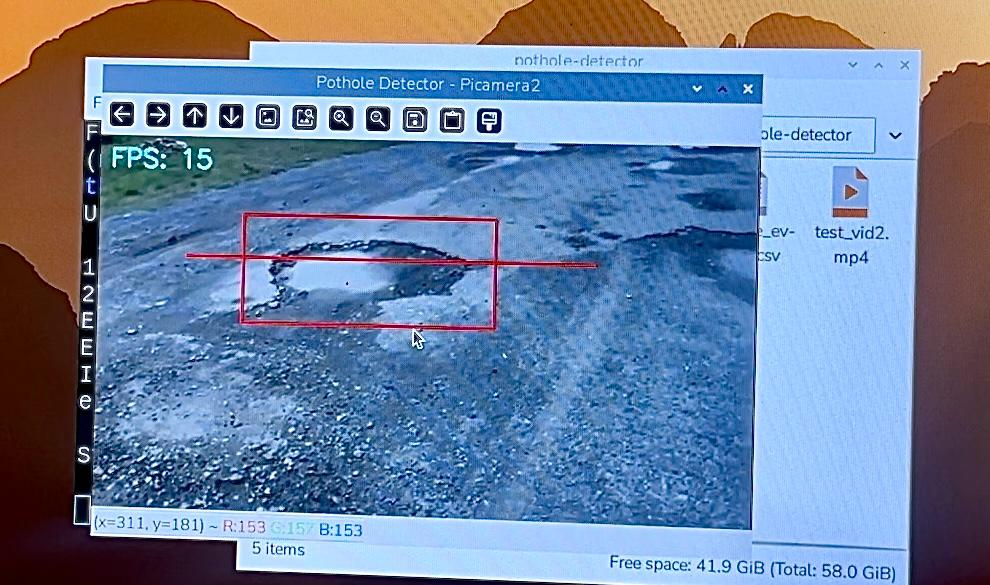 pothole-detector
Pothole Detector - Picamera2
F
ole-detector
F
(
t
U
1
2
E
E
I
e
S
FPS: 15
e_ev-
csv
test_vid2.
mp4
(x=311, y=181) ~ R:153 G:157 B:153
5 items
Free space: 41.9 GiB (Total: 58.0 GiB)